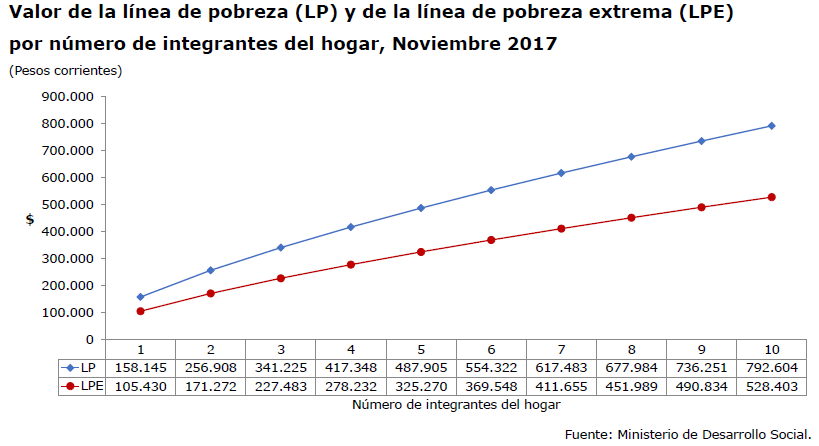 Valor de la línea de pobreza (LP) y de la línea de pobreza extrema (LPE)
por número de integrantes del hogar, Noviembre 2017
(Pesos corrientes)
900.000
800.000
700.000
600.000
500.000
400.000
300.000
200.000
100.000
0
$
1 2 3 4 5 6 7 8 9 10
LP 158.145 256.908 341.225 417.348 487.905 554.322 617.483 677.984 736.251 792.604
LPE 105.430 171.272 227.483 278.232 325.270 369.548 411.655 451.989 490.834 528.403
Número de integrantes del hogar
Fuente: Ministerio de Desarrollo Social.